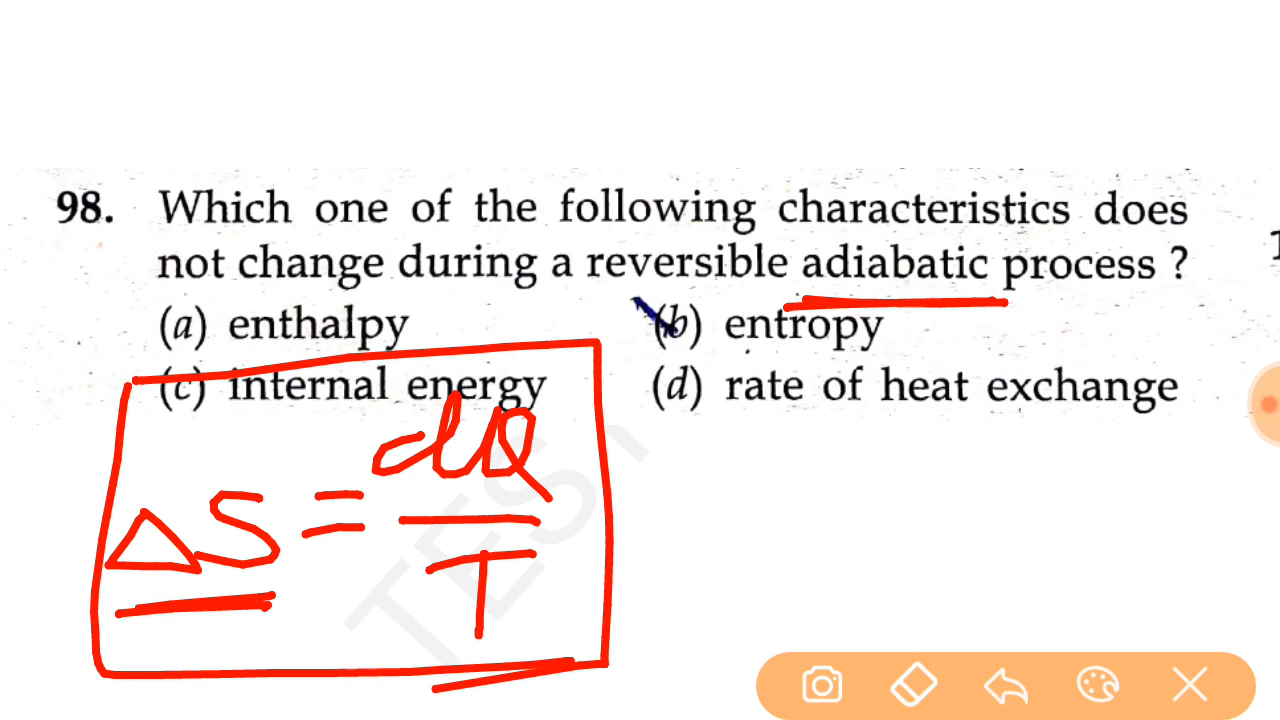 98. Which one of the following characteristics does
not change during a reversible adiabatic process ?
(a) enthalpy (b) entropy
(c) internal energy (d) rate of heat exchange
ΔS = dQ
T
TEST